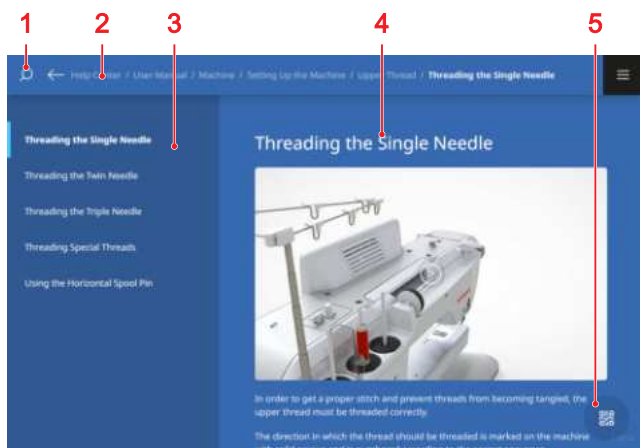 1 2 3 4 5
Help Center / User Manual / Machine / Setting Up the Machine / Upper Thread / Threading the Single Needle
Threading the Single Needle
Threading the Twin Needle
Threading the Triple Needle
Threading Special Threads
Using the Horizontal Spool Pin
Threading the Single Needle
In order to get a proper stitch and prevent threads from becoming tangled, the
upper thread must be threaded correctly.
The direction in which the thread should be threaded is marked on the machine